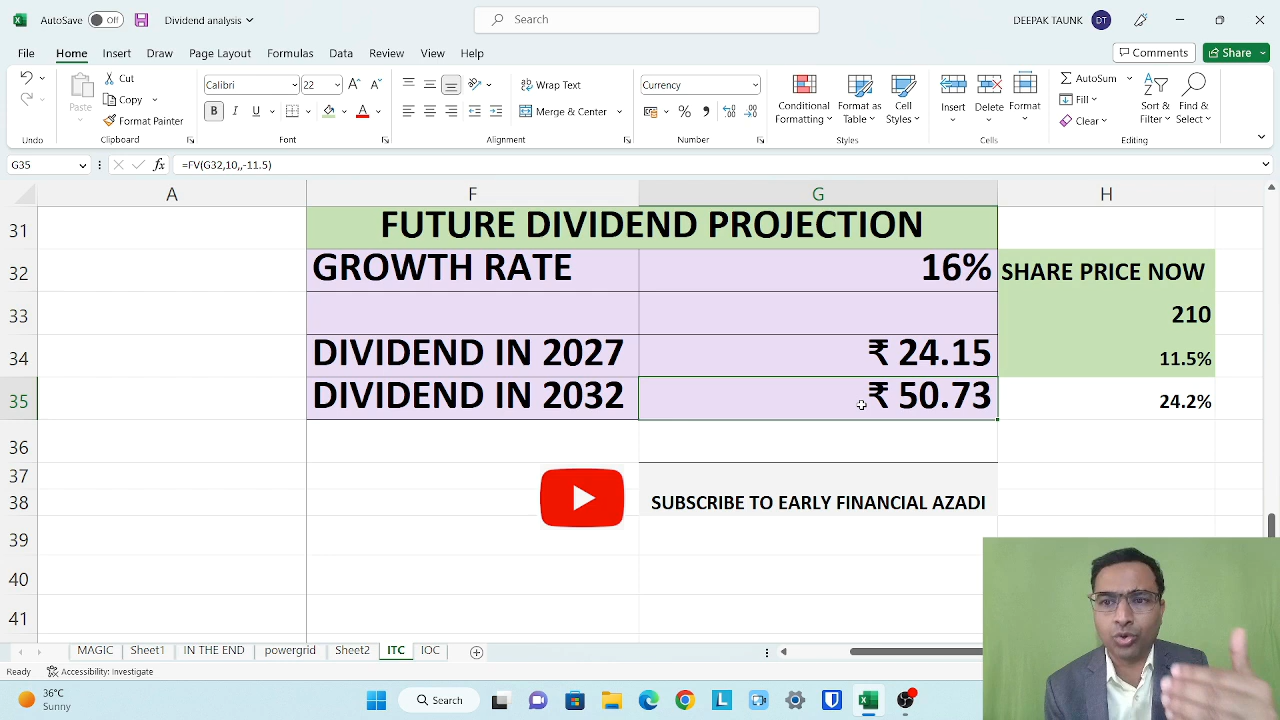 AutoSave Off Dividend analysis Search DEEPAK TAUNK DT
File Home Insert Draw Page Layout Formulas Data Review View Help Comments Share
Paste Cut Copy Format Painter Calibri 22 B I U A A A Wrap Text Merge & Center Currency % , Conditional Formatting Format as Table Cell Styles Insert Delete Format AutoSum Fill Clear Sort & Filter Find & Select
Undo Clipboard Font Alignment Number Styles Cells Editing
G35 fx =FV(G32,10,,-11.5)
A F G H
31 FUTURE DIVIDEND PROJECTION
32 GROWTH RATE 16% SHARE PRICE NOW
33 210
34 DIVIDEND IN 2027 ₹ 24.15 11.5%
35 DIVIDEND IN 2032 ₹ 50.73 24.2%
36
37
38 SUBSCRIBE TO EARLY FINANCIAL AZADI
39
40
41
MAGIC Sheet1 IN THE END powergrid Sheet2 ITC
Ready Accessibility: Investigate
36°C
Sunny
Search